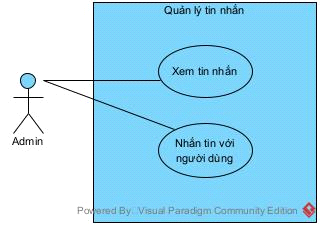 Quản lý tin nhắn
Xem tin nhắn
Admin
Nhắn tin với
người dùng
Powered By: Visual Paradigm Community Edition